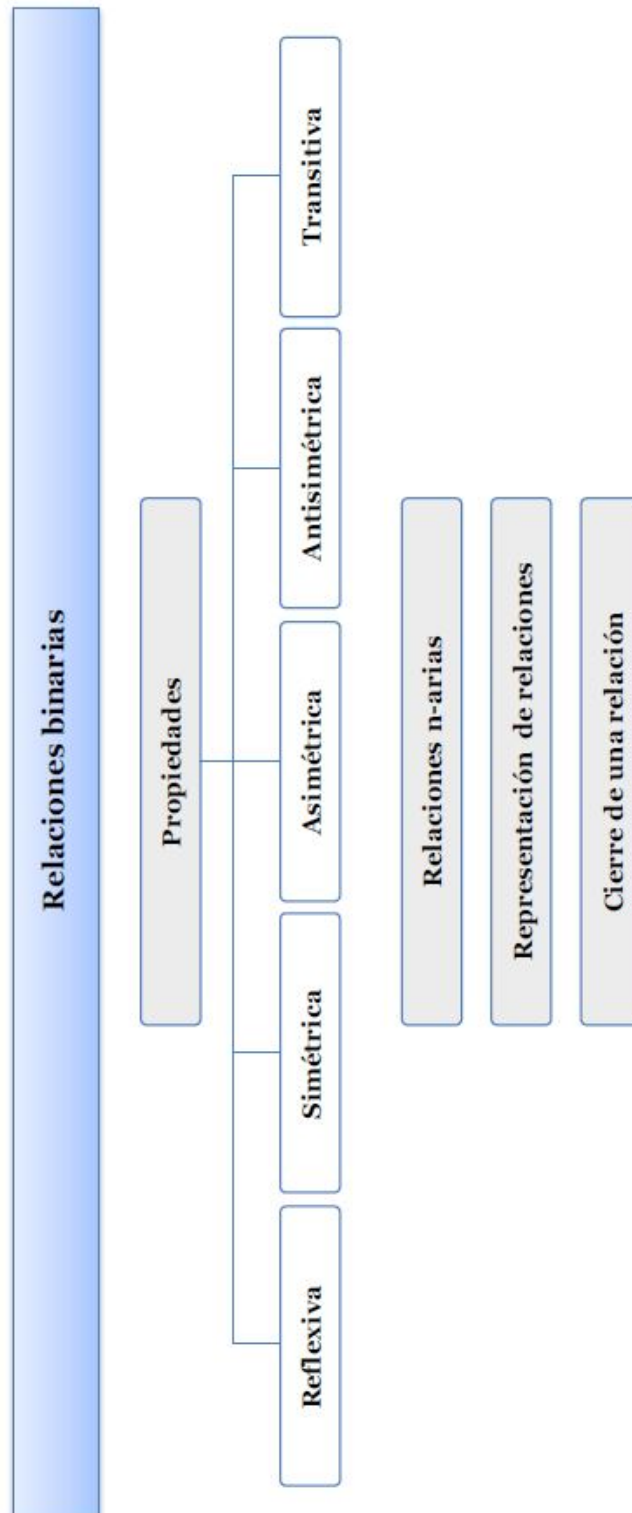 Relaciones binarias
Propiedades
Reflexiva
Simétrica
Asimétrica
Antisimétrica
Transitiva
Relaciones n-arias
Representación de relaciones
Cierre de una relación